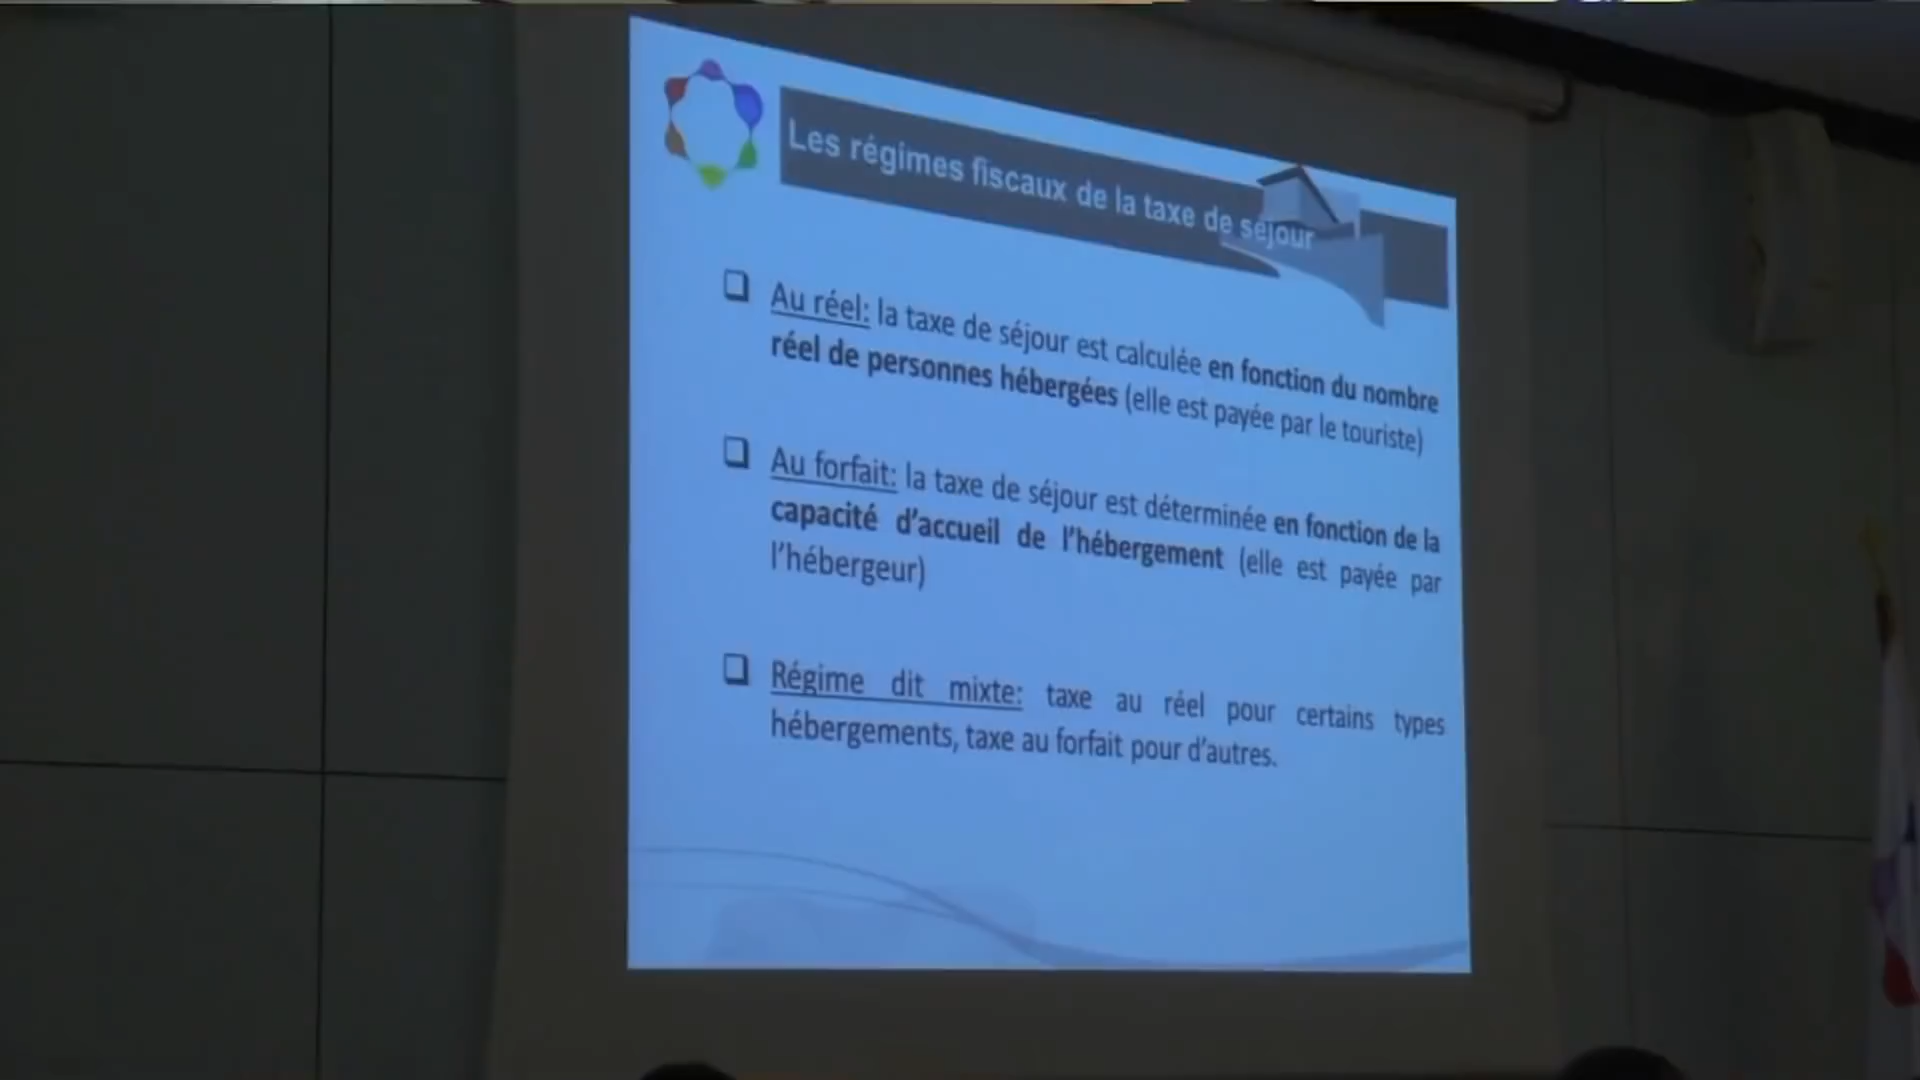 Les régimes fiscaux de la taxe de séjour
❑ Au réel: la taxe de séjour est calculée en fonction du nombre
réel de personnes hébergées (elle est payée par le touriste)
❑ Au forfait: la taxe de séjour est déterminée en fonction de la
capacité d'accueil de l'hébergement (elle est payée par
l'hébergeur)
❑ Régime dit mixte: taxe au réel pour certains types
hébergements, taxe au forfait pour d'autres.